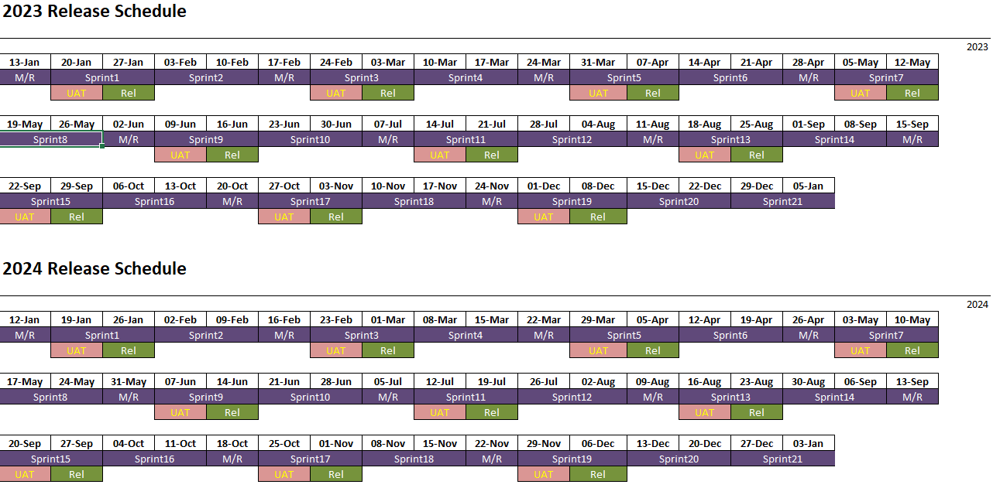 2023 Release Schedule
2023
13-Jan 20-Jan 27-Jan 03-Feb 10-Feb 17-Feb 24-Feb 03-Mar 10-Mar 17-Mar 24-Mar 31-Mar 07-Apr 14-Apr 21-Apr 28-Apr 05-May 12-May
M/R Sprint1 Sprint2 M/R Sprint3 Sprint4 M/R Sprint5 Sprint6 M/R Sprint7
UAT Rel UAT Rel UAT Rel UAT Rel
19-May 26-May 02-Jun 09-Jun 16-Jun 23-Jun 30-Jun 07-Jul 14-Jul 21-Jul 28-Jul 04-Aug 11-Aug 18-Aug 25-Aug 01-Sep 08-Sep 15-Sep
Sprint8 M/R Sprint9 Sprint10 M/R Sprint11 Sprint12 M/R Sprint13 Sprint14 M/R
UAT Rel UAT Rel UAT Rel
22-Sep 29-Sep 06-Oct 13-Oct 20-Oct 27-Oct 03-Nov 10-Nov 17-Nov 24-Nov 01-Dec 08-Dec 15-Dec 22-Dec 29-Dec 05-Jan
Sprint15 Sprint16 M/R Sprint17 Sprint18 M/R Sprint19 Sprint20 Sprint21
UAT Rel UAT Rel UAT Rel
2024 Release Schedule
2024
12-Jan 19-Jan 26-Jan 02-Feb 09-Feb 16-Feb 23-Feb 01-Mar 08-Mar 15-Mar 22-Mar 29-Mar 05-Apr 12-Apr 19-Apr 26-Apr 03-May 10-May
M/R Sprint1 Sprint2 M/R Sprint3 Sprint4 M/R Sprint5 Sprint6 M/R Sprint7
UAT Rel UAT Rel UAT Rel UAT Rel
17-May 24-May 31-May 07-Jun 14-Jun 21-Jun 28-Jun 05-Jul 12-Jul 19-Jul 26-Jul 02-Aug 09-Aug 16-Aug 23-Aug 30-Aug 06-Sep 13-Sep
Sprint8 M/R Sprint9 Sprint10 M/R Sprint11 Sprint12 M/R Sprint13 Sprint14 M/R
UAT Rel UAT Rel UAT Rel
20-Sep 27-Sep 04-Oct 11-Oct 18-Oct 25-Oct 01-Nov 08-Nov 15-Nov 22-Nov 29-Nov 06-Dec 13-Dec 20-Dec 27-Dec 03-Jan
Sprint15 Sprint16 M/R Sprint17 Sprint18 M/R Sprint19 Sprint20 Sprint21
UAT Rel UAT Rel UAT Rel